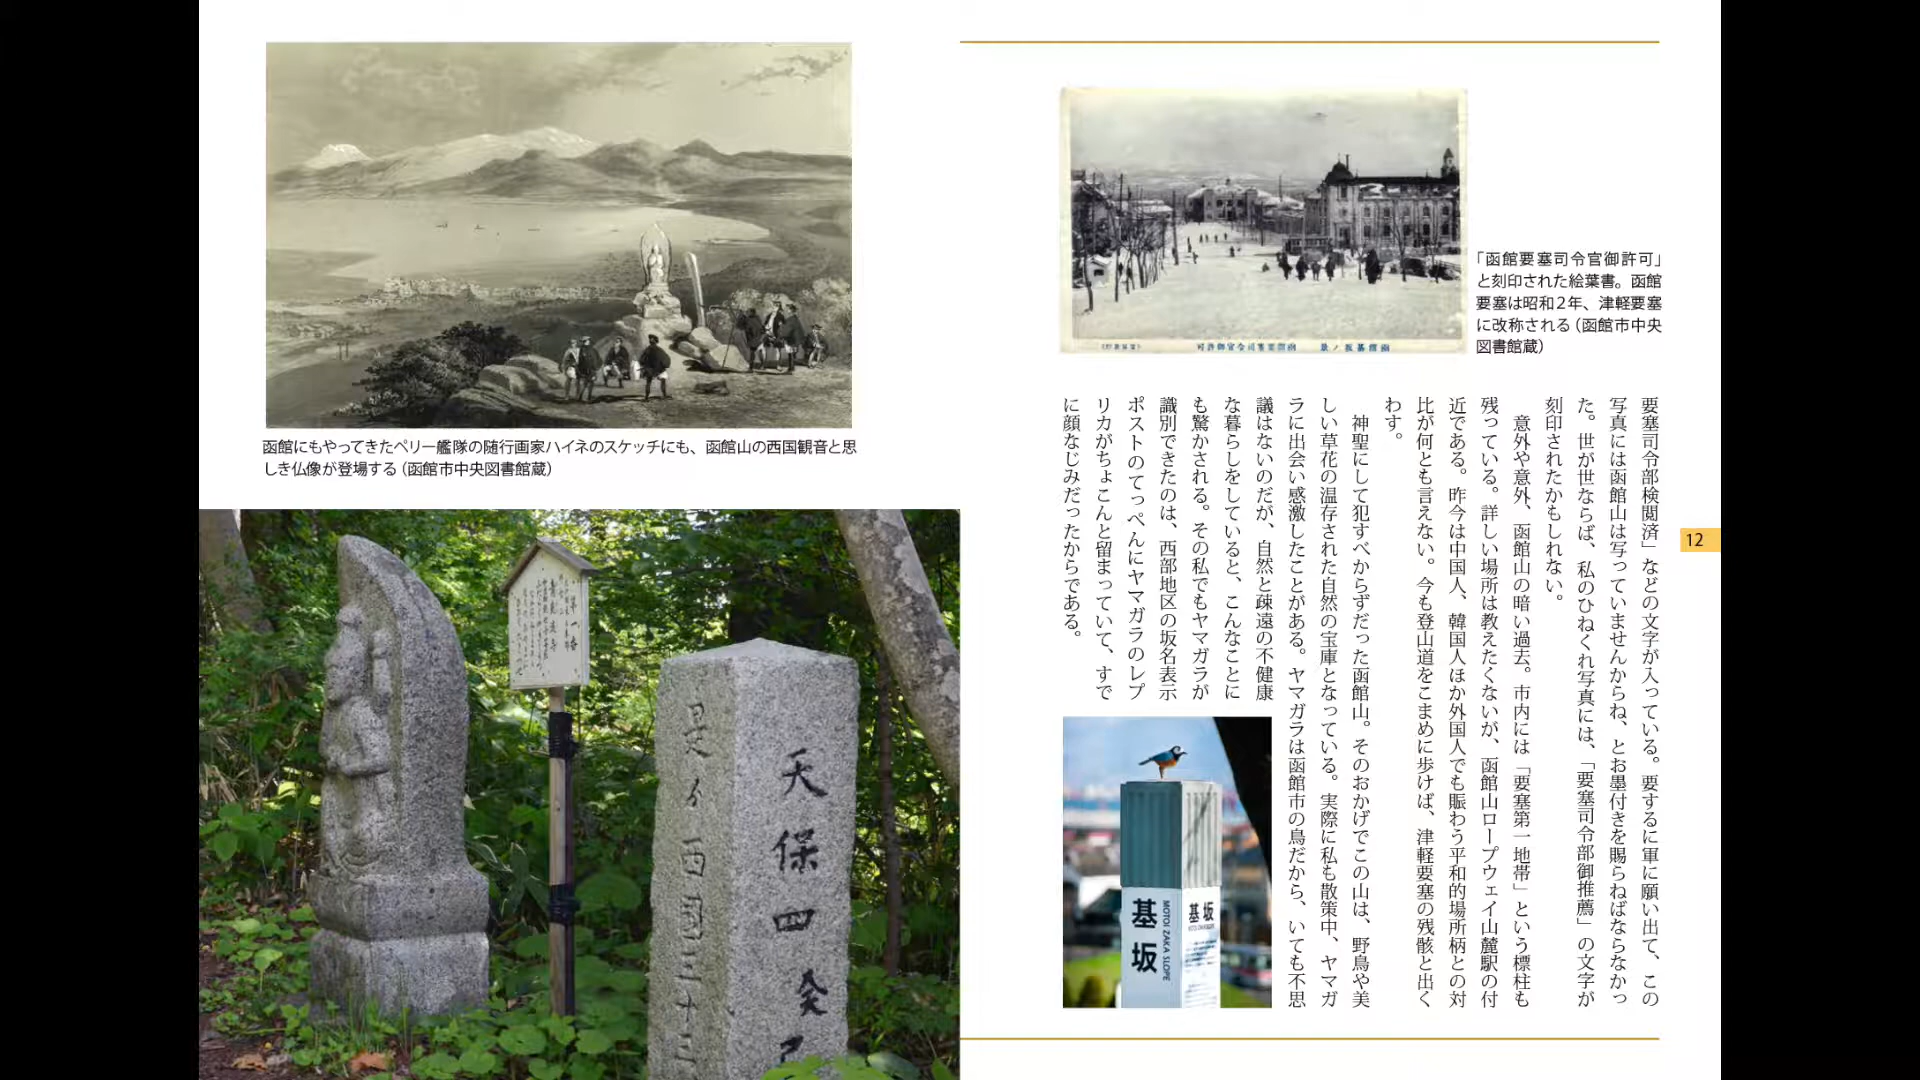 「函館要塞司令官御許可」
と刻印された絵葉書。函館
要塞は昭和2年、津軽要塞
に改称される（函館市中央
図書館蔵）
要塞司令部検閲済」などの文字が入っている。要するに軍に願い出て、この
写真には函館山は写っていませんからね、とお墨付きを賜らねばならなかっ
た。世が世ならば、私のひねくれ写真には、「要塞司令部御推薦」の文字が
刻印されたかもしれない。
意外や意外、函館山の暗い過去。市内には「要塞第一地帯」という標柱も
残っている。詳しい場所は教えたくないが、函館山ロープウェイ山麓駅の付
近である。昨今は中国人、韓国人ほか外国人でも賑わう平和的場所柄との対
比が何とも言えない。今も登山道をこまめに歩けば、津軽要塞の残骸と出く
わす。
神聖にして犯すべからずだった函館山。そのおかげでこの山は、野鳥や美
しい草花の温存された自然の宝庫となっている。実際に私も散策中、ヤマガ
ラに出会い感激したことがある。ヤマガラは函館市の鳥だから、いても不思
議はないのだが、自然と疎遠の不健康
な暮らしをしていると、こんなことに
も驚かされる。その私でもヤマガラが
識別できたのは、西部地区の坂名表示
ポストのてっぺんにヤマガラのレプ
リカがちょこんと留まっていて、すで
に顔なじみだったからである。
基坂
MOTOI ZAKA SLOPE
基坂
12
函館にもやってきたペリー艦隊の随行画家ハイネのスケッチにも、函館山の西国観音と思
しき仏像が登場する（函館市中央図書館蔵）
第一番
天保四癸
西国三十三